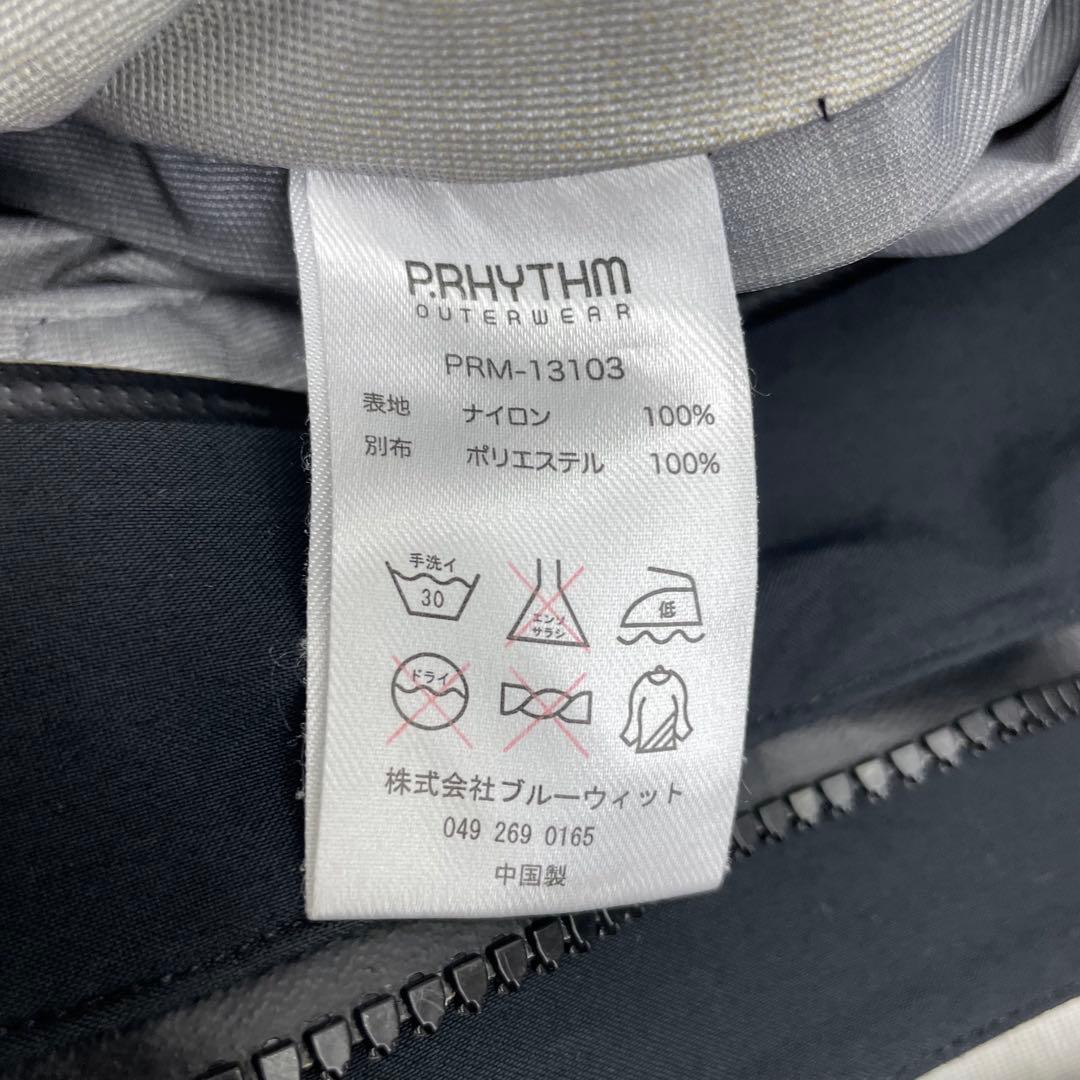 P.RHYTHM
OUTERWEAR
PRM-13103
表地 ナイロン 100%
別布 ポリエステル 100%
手洗イ
30
エンソ
サラシ
低
ドライ
株式会社ブルーウィット
049 269 0165
中国製